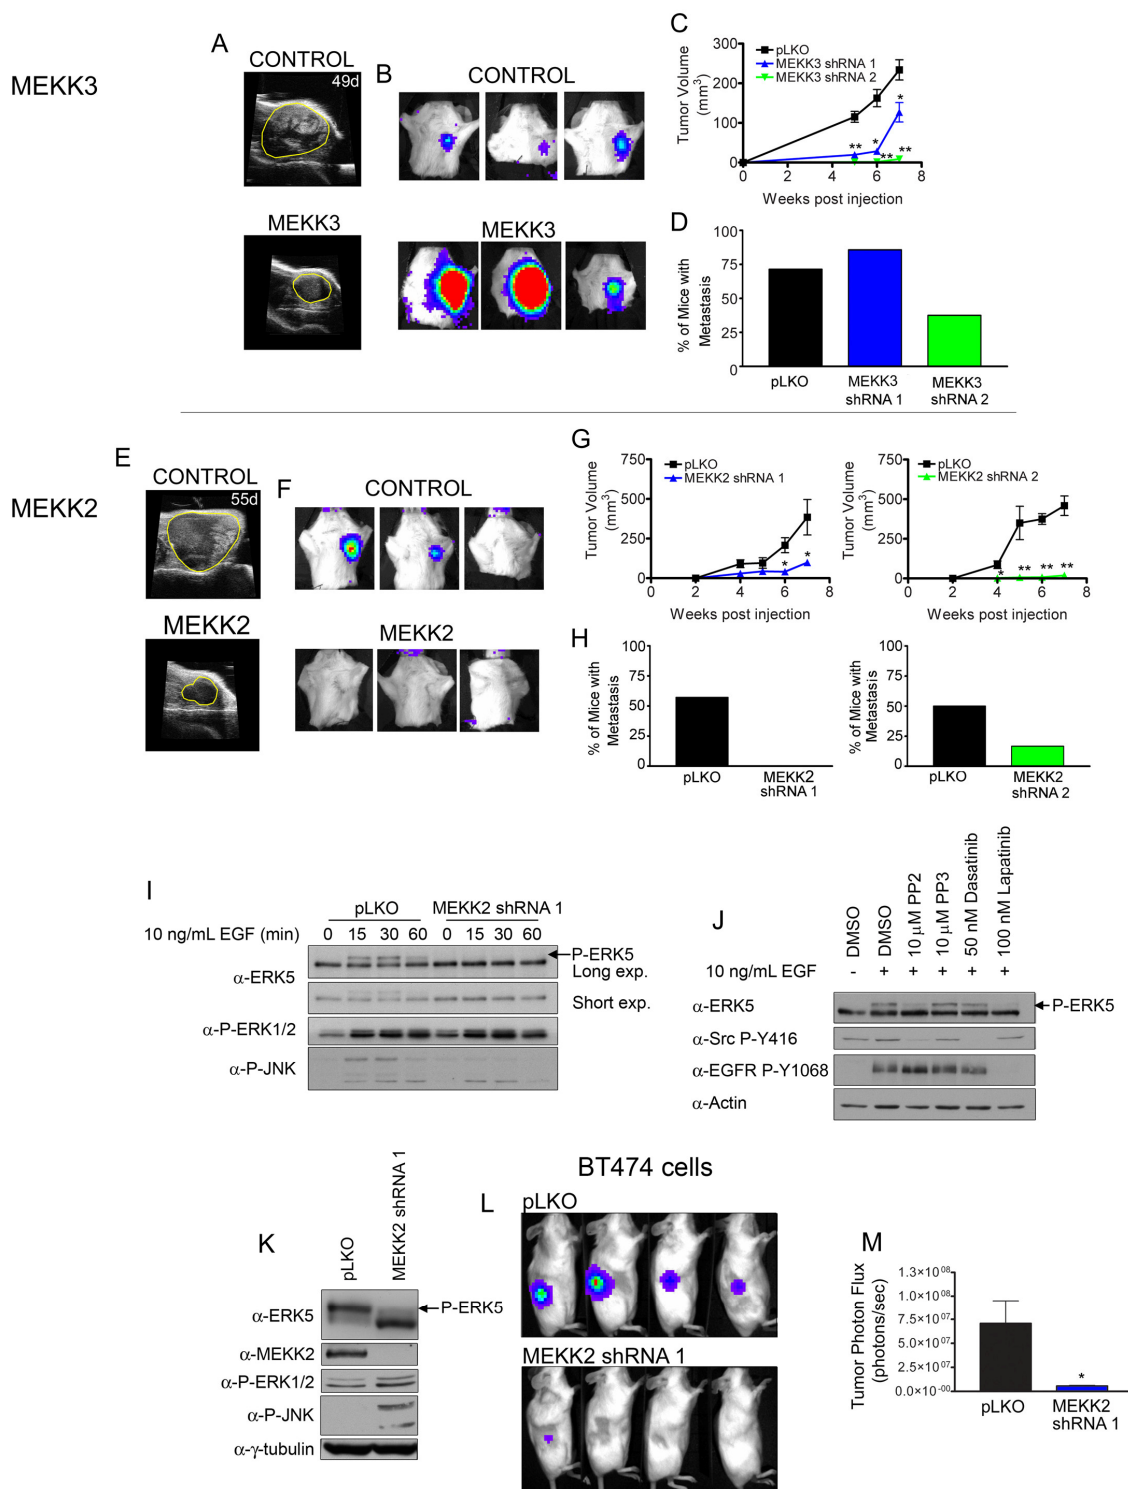 MEKK3
A
CONTROL
49d
MEKK3
B
CONTROL
MEKK3
C
pLKO
MEKK3 shRNA 1
MEKK3 shRNA 2
Tumor Volume
(mm3)
300
200
100
0
**
*
*
**
**
0 2 4 6 8
Weeks post injection
D
% of Mice with
Metastasis
100
75
50
25
0
pLKO
MEKK3
shRNA 1
MEKK3
shRNA 2
MEKK2
E
CONTROL
55d
MEKK2
F
CONTROL
MEKK2
G
pLKO
MEKK2 shRNA 1
Tumor Volume
(mm3)
750
500
250
0
*
*
0 2 4 6 8
Weeks post injection
pLKO
MEKK2 shRNA 2
Tumor Volume
(mm3)
750
500
250
0
*
**
**
**
0 2 4 6 8
Weeks post injection
H
% of Mice with
Metastasis
100
75
50
25
0
pLKO
MEKK2
shRNA 1
% of Mice with
Metastasis
100
75
50
25
0
pLKO
MEKK2
shRNA 2
I
pLKO
MEKK2 shRNA 1
10 ng/mL EGF (min) 0 15 30 60 0 15 30 60
α-ERK5
P-ERK5
Long exp.
Short exp.
α-P-ERK1/2
α-P-JNK
J
DMSO
DMSO
10 μM PP2
10 μM PP3
50 nM Dasatinib
100 nM Lapatinib
10 ng/mL EGF - + + + + +
α-ERK5
P-ERK5
α-Src P-Y416
α-EGFR P-Y1068
α-Actin
K
pLKO
MEKK2 shRNA 1
α-ERK5
P-ERK5
α-MEKK2
α-P-ERK1/2
α-P-JNK
α-γ-tubulin
BT474 cells
L
pLKO
MEKK2 shRNA 1
M
Tumor Photon Flux
(photons/sec)
1.3×10 08
1.0×10 08
7.5×10 07
5.0×10 07
2.5×10 07
0.0×10 -00
*
pLKO
MEKK2
shRNA 1